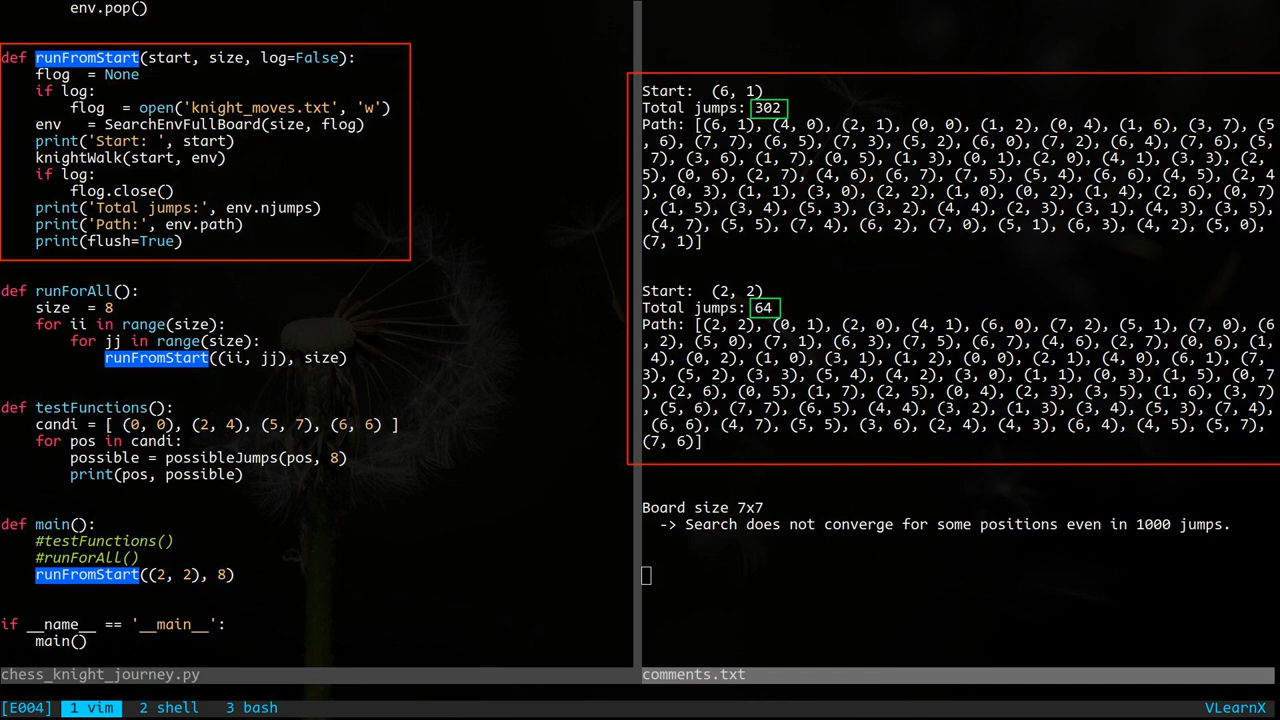 env.pop()
def runFromStart(start, size, log=False):
    flog  = None
    if log:
        flog  = open('knight_moves.txt', 'w')
    env   = SearchEnvFullBoard(size, flog)
    print('Start: ', start)
    knightWalk(start, env)
    if log:
        flog.close()
    print('Total jumps:', env.njumps)
    print('Path:', env.path)
    print(flush=True)
def runForAll():
    size  = 8
    for ii in range(size):
        for jj in range(size):
            runFromStart((ii, jj), size)
def testFunctions():
    candi = [ (0, 0), (2, 4), (5, 7), (6, 6) ]
    for pos in candi:
        possible = possibleJumps(pos, 8)
        print(pos, possible)
def main():
    #testFunctions()
    #runForAll()
    runFromStart((2, 2), 8)
if __name__ == '__main__':
    main()
chess_knight_journey.py
Start:  (6, 1)
Total jumps: 302
Path: [(6, 1), (4, 0), (2, 1), (0, 0), (1, 2), (0, 4), (1, 6), (3, 7), (5
, 6), (7, 7), (6, 5), (5, 7), (3, 7), (5, 2), (6, 0), (7, 2), (6, 4), (7, 6), (5,
 7), (3, 6), (1, 7), (0, 5), (1, 3), (0, 1), (2, 0), (4, 1), (3, 3), (2,
5), (0, 6), (2, 7), (4, 6), (6, 7), (7, 5), (5, 4), (6, 6), (4, 5), (2, 4
), (0, 3), (1, 1), (3, 0), (2, 2), (1, 0), (0, 2), (1, 4), (2, 6), (0, 7)
, (1, 5), (3, 4), (5, 3), (3, 2), (4, 4), (2, 3), (3, 1), (4, 3), (3, 5),
 (4, 7), (5, 5), (7, 4), (6, 2), (7, 0), (5, 1), (6, 3), (4, 2), (5, 0),
(7, 1)]
Start:  (2, 2)
Total jumps: 64
Path: [(2, 2), (0, 1), (2, 0), (4, 1), (6, 0), (7, 2), (5, 1), (7, 0), (6
, 2), (5, 0), (7, 1), (6, 3), (7, 5), (6, 7), (4, 6), (2, 7), (0, 6), (1,
 4), (0, 2), (1, 0), (3, 1), (1, 2), (0, 0), (2, 1), (4, 0), (6, 1), (7,
3), (5, 2), (3, 3), (5, 4), (4, 2), (3, 0), (1, 1), (0, 3), (1, 5), (0, 7
), (2, 6), (0, 5), (1, 7), (2, 5), (0, 4), (2, 3), (3, 5), (1, 6), (3, 7)
, (5, 6), (7, 7), (6, 5), (4, 4), (3, 2), (1, 3), (3, 4), (5, 3), (7, 4),
 (6, 6), (4, 7), (5, 5), (3, 6), (2, 4), (4, 3), (6, 4), (4, 5), (5, 7),
(7, 6)]
Board size 7x7
  -> Search does not converge for some positions even in 1000 jumps.
comments.txt
[E004]  1 vim  2 shell  3 bash  VLearnX